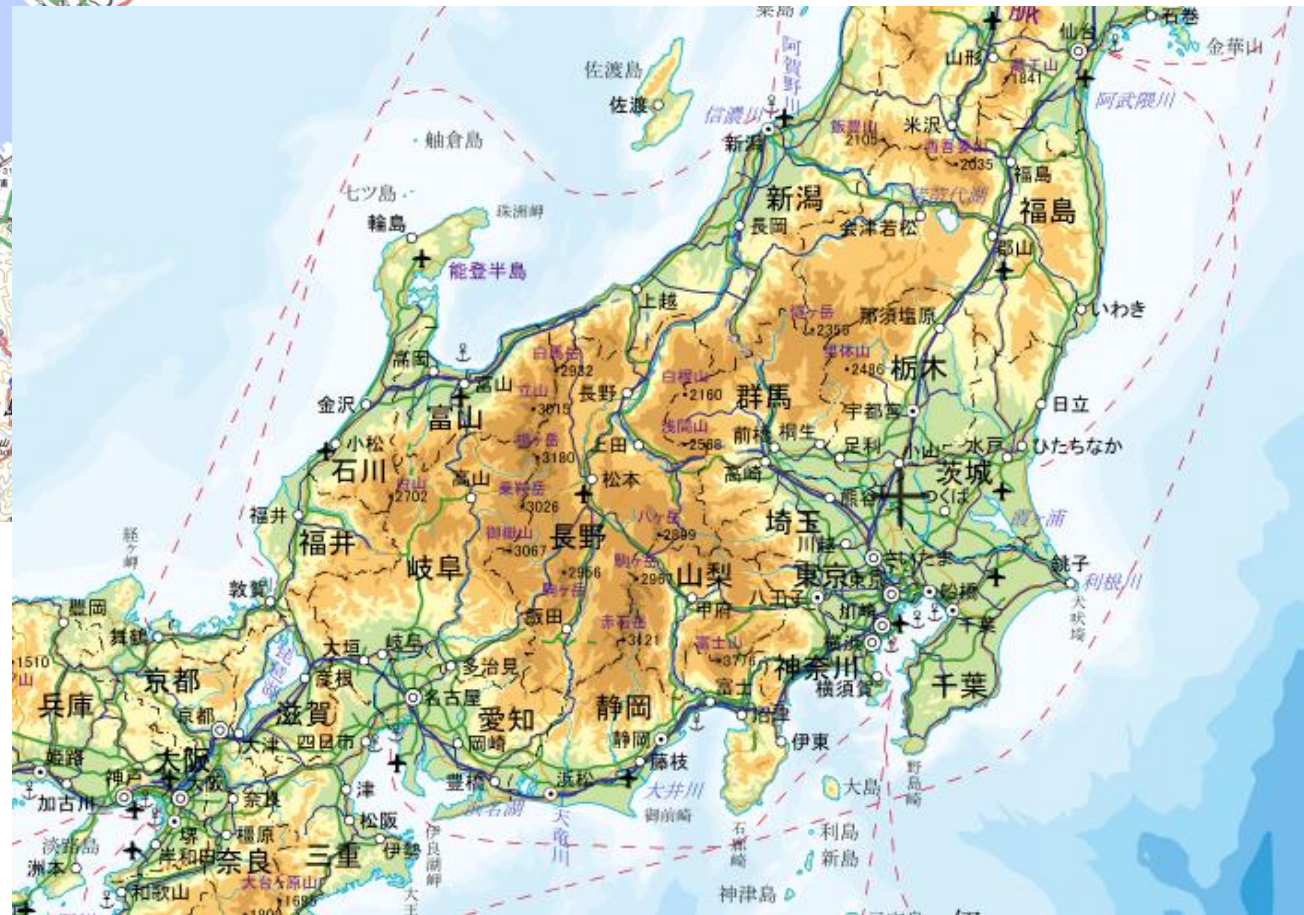 石巻
仙台
金華山
山形
蔵王山
1841
阿賀野川
佐渡島
佐渡
阿武隈川
信濃川
新潟
飯豊山
2105
米沢
西吾妻山
2035
福島
舳倉島
七ツ島
珠洲岬
輪島
新潟
猪苗代湖
福島
長岡
会津若松
郡山
能登半島
上越
いわき
燧ヶ岳
2356
那須塩原
男体山
2486
栃木
高岡
富山
白馬岳
2932
長野
白根山
2160
群馬
宇都宮
日立
金沢
富山
立山
3015
浅間山
2568
前橋
桐生
足利
小山
水戸
ひたちなか
小松
石川
槍ヶ岳
3180
上田
高崎
茨城
白山
2702
高山
乗鞍岳
3026
松本
熊谷
つくば
福井
福井
御嶽山
3067
長野
八ヶ岳
2899
埼玉
川越
霞ヶ浦
経ヶ岬
岐阜
2956
駒ヶ岳
駒ヶ岳
2967
山梨
東京
さいたま
東京
銚子
利根川
犬吠埼
敦賀
豊岡
舞鶴
飯田
赤石岳
3121
甲府
八王子
川崎
船橋
千葉
1510
琵琶湖
大垣
岐阜
多治見
富士山
3776
神奈川
横浜
横須賀
千葉
京都
彦根
兵庫
滋賀
名古屋
愛知
静岡
富士
沼津
伊東
京都
大津
四日市
岡崎
静岡
藤枝
姫路
大阪
神戸
大阪
奈良
津
豊橋
浜松
大井川
御前崎
大島
野島崎
加古川
浜名湖
天竜川
石廊崎
利島
新島
神津島
堺
橿原
松阪
伊勢
伊良湖岬
淡路島
洲本
岸和田
奈良
三重
和歌山
大台ヶ原山
1695